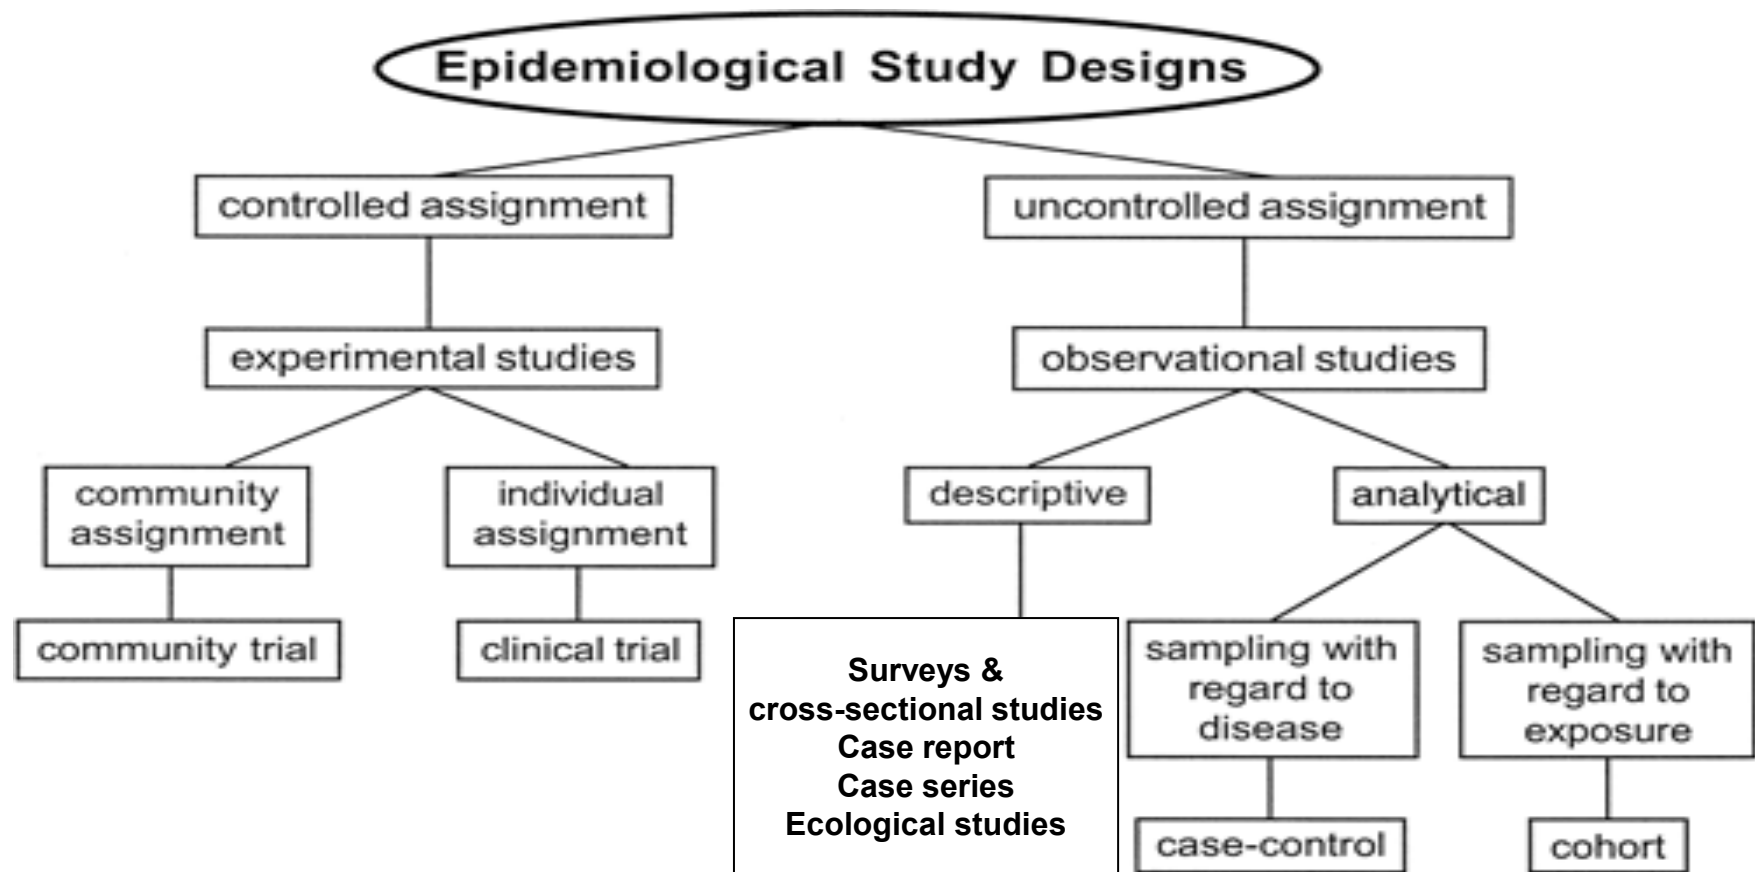 Epidemiological Study Designs
controlled assignment
uncontrolled assignment
experimental studies
observational studies
community
assignment
individual
assignment
descriptive
analytical
community trial
clinical trial
Surveys &
cross-sectional studies
Case report
Case series
Ecological studies
sampling with
regard to
disease
sampling with
regard to
exposure
case-control
cohort